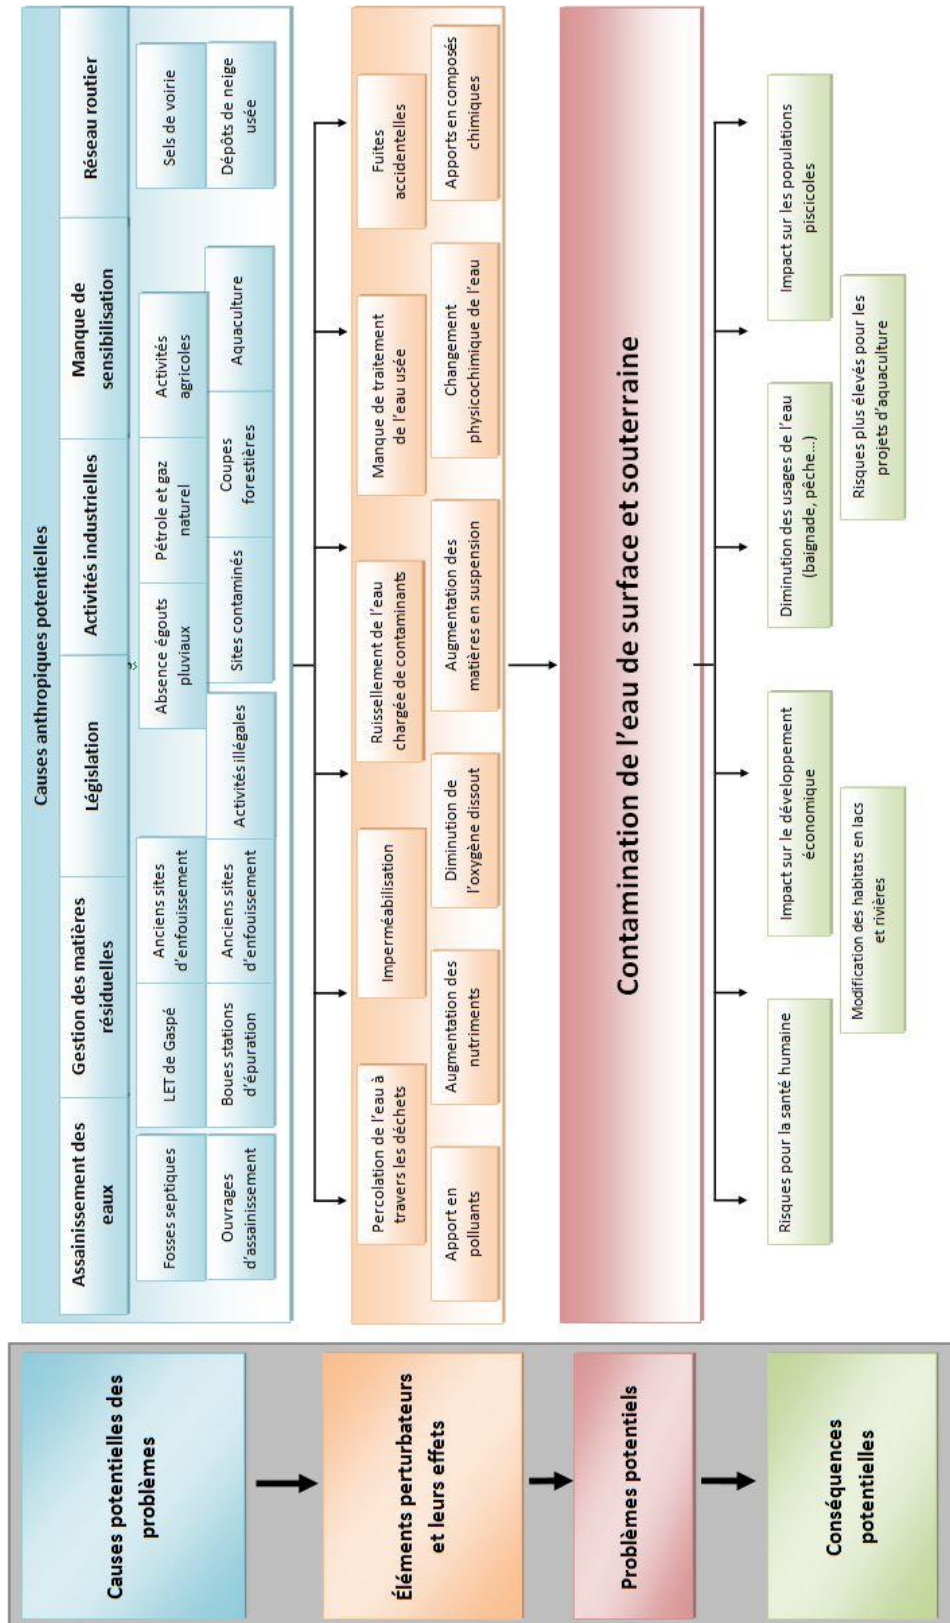 Causes potentielles des
problèmes
Éléments perturbateurs
et leurs effets
Problèmes potentiels
Conséquences
potentielles
Causes anthropiques potentielles
Assainissement des
eaux
Gestion des matières
résiduelles
Législation
Activités industrielles
Manque de
sensibilisation
Réseau routier
Fosses septiques
LET de Gaspé
Anciens sites
d'enfouissement
Absence égouts
pluviaux
Pétrole et gaz
naturel
Activités
agricoles
Sels de voirie
Ouvrages
d'assainissement
Boues stations
d'épuration
Anciens sites
d'enfouissement
Activités illégales
Sites contaminés
Coupes
forestières
Aquaculture
Dépôts de neige
usée
Percolation de l'eau à
travers les déchets
Imperméabilisation
Ruissellement de l'eau
chargée de contaminants
Manque de traitement
de l'eau usée
Fuites
accidentelles
Apport en
polluants
Augmentation des
nutriments
Diminution de
l'oxygène dissout
Augmentation des
matières en suspension
Changement
physicochimique de l'eau
Apports en composés
chimiques
Contamination de l'eau de surface et souterraine
Risques pour la santé humaine
Impact sur le développement
économique
Diminution des usages de l'eau
(baignade, pêche...)
Impact sur les populations
piscicoles
Modification des habitats en lacs
et rivières
Risques plus élevés pour les
projets d'aquaculture